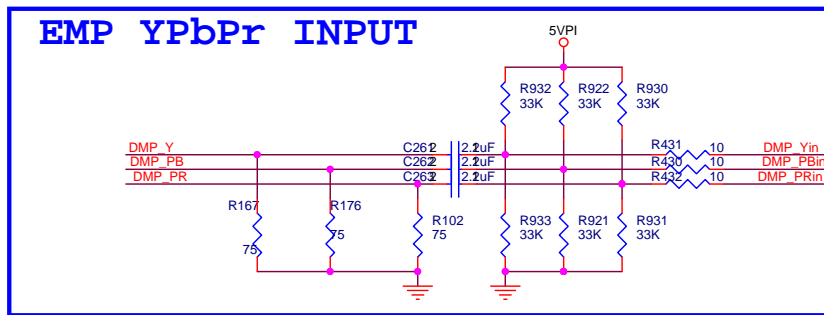 EMP YPbPr INPUT
5VPI
R932 R922 R930
33K 33K 33K
DMP_Y C261 2 2.2uF R431 10 DMP_Yin
DMP_PB C262 2 2.2uF R430 10 DMP_PBin
DMP_PR C263 2.2uF R432 10 DMP_PRin
R167 R176 R102 R933 R921 R931
75 75 75 33K 33K 33K